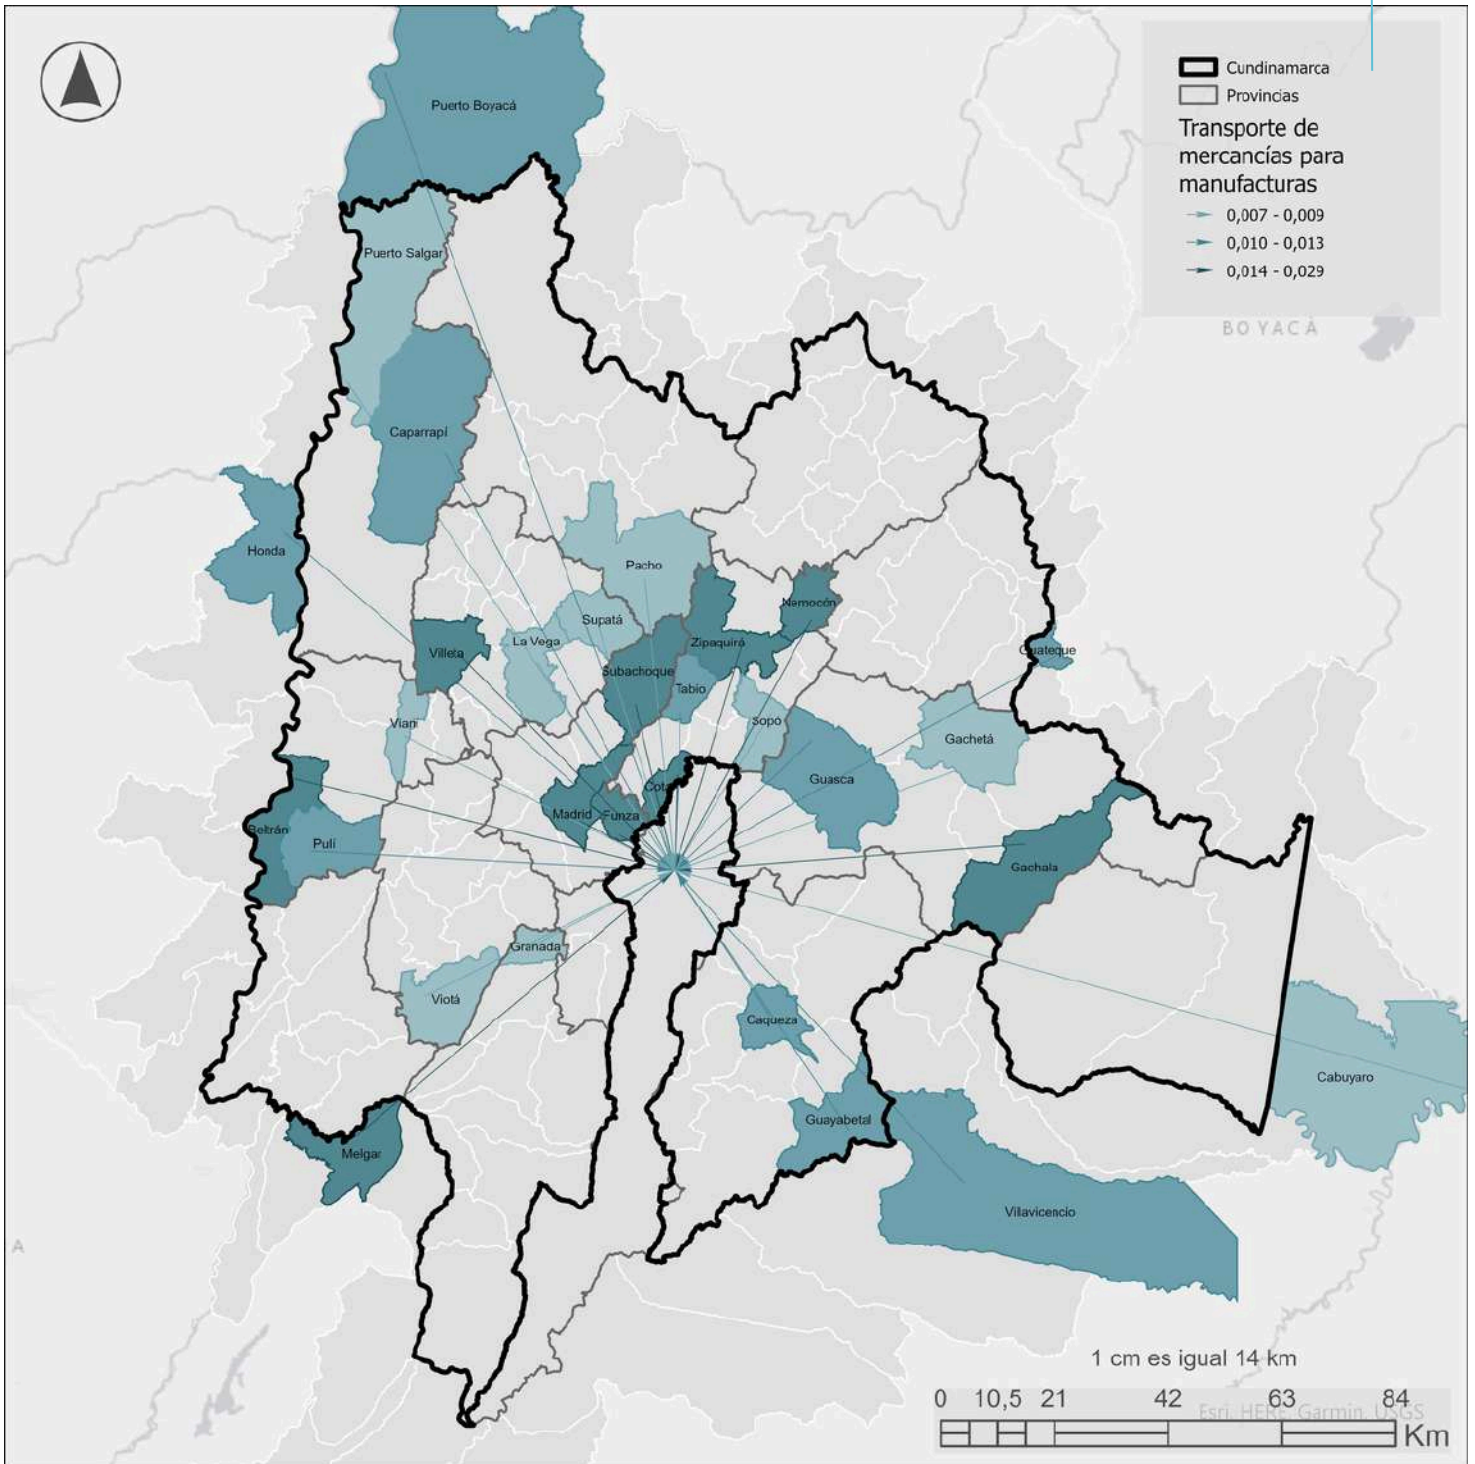 Cundinamarca
Provincias
Transporte de
mercancías para
manufacturas
0,007 - 0,009
0,010 - 0,013
0,014 - 0,029
BOYACÁ
Puerto Boyacá
Puerto Salgar
Caparrapí
Honda
Pacho
Nemocón
Supatá
La Vega
Zipaquirá
Villeta
Guateque
Subachoque
Tabio
Vianí
Sopó
Gachetá
Guasca
Cota
Madrid
Funza
Beltrán
Pulí
Gachala
Granada
Viotá
Caqueza
Cabuyaro
Guayabetal
Melgar
Villavicencio
A
1 cm es igual 14 km
0 10,5 21 42 63 84
Esri, HERE, Garmin, USGS
Km